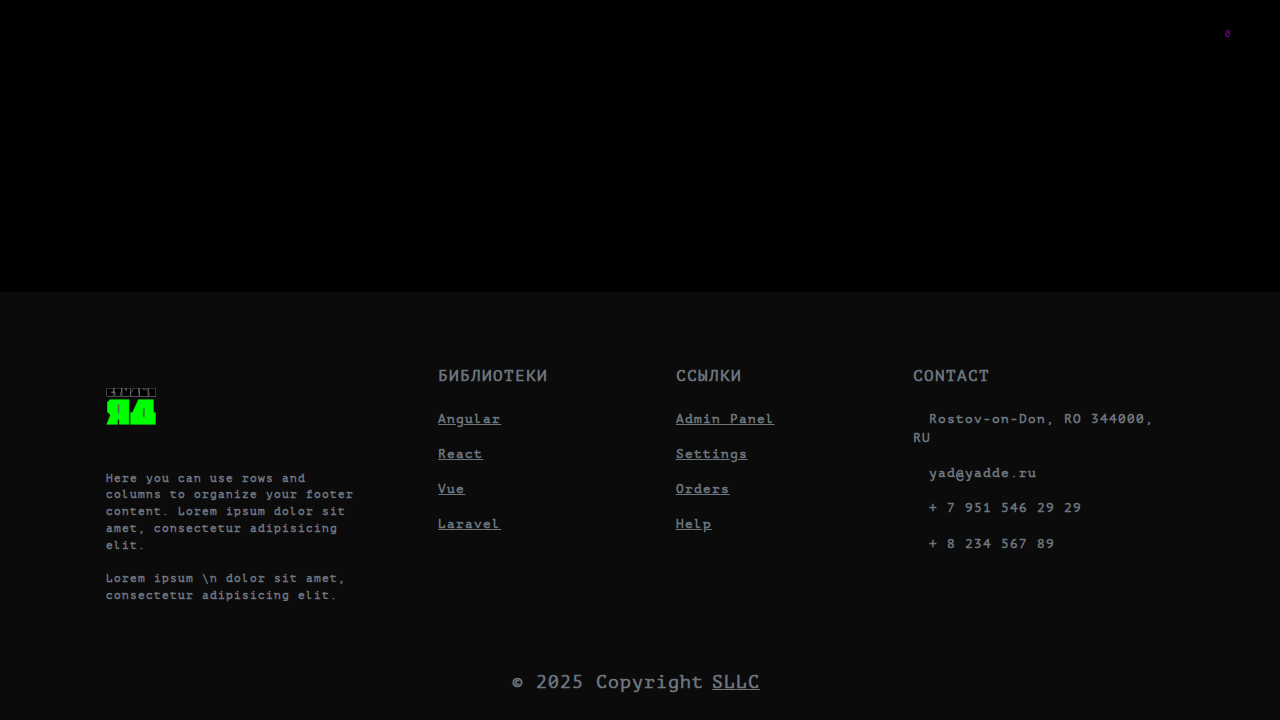 0
ЯД
Here you can use rows and
columns to organize your footer
content. Lorem ipsum dolor sit
amet, consectetur adipisicing
elit.
Lorem ipsum \n dolor sit amet,
consectetur adipisicing elit.
БИБЛИОТЕКИ
Angular
React
Vue
Laravel
ССЫЛКИ
Admin Panel
Settings
Orders
Help
CONTACT
Rostov-on-Don, RO 344000,
RU
yad@yadde.ru
+ 7 951 546 29 29
+ 8 234 567 89
© 2025 Copyright SLLC